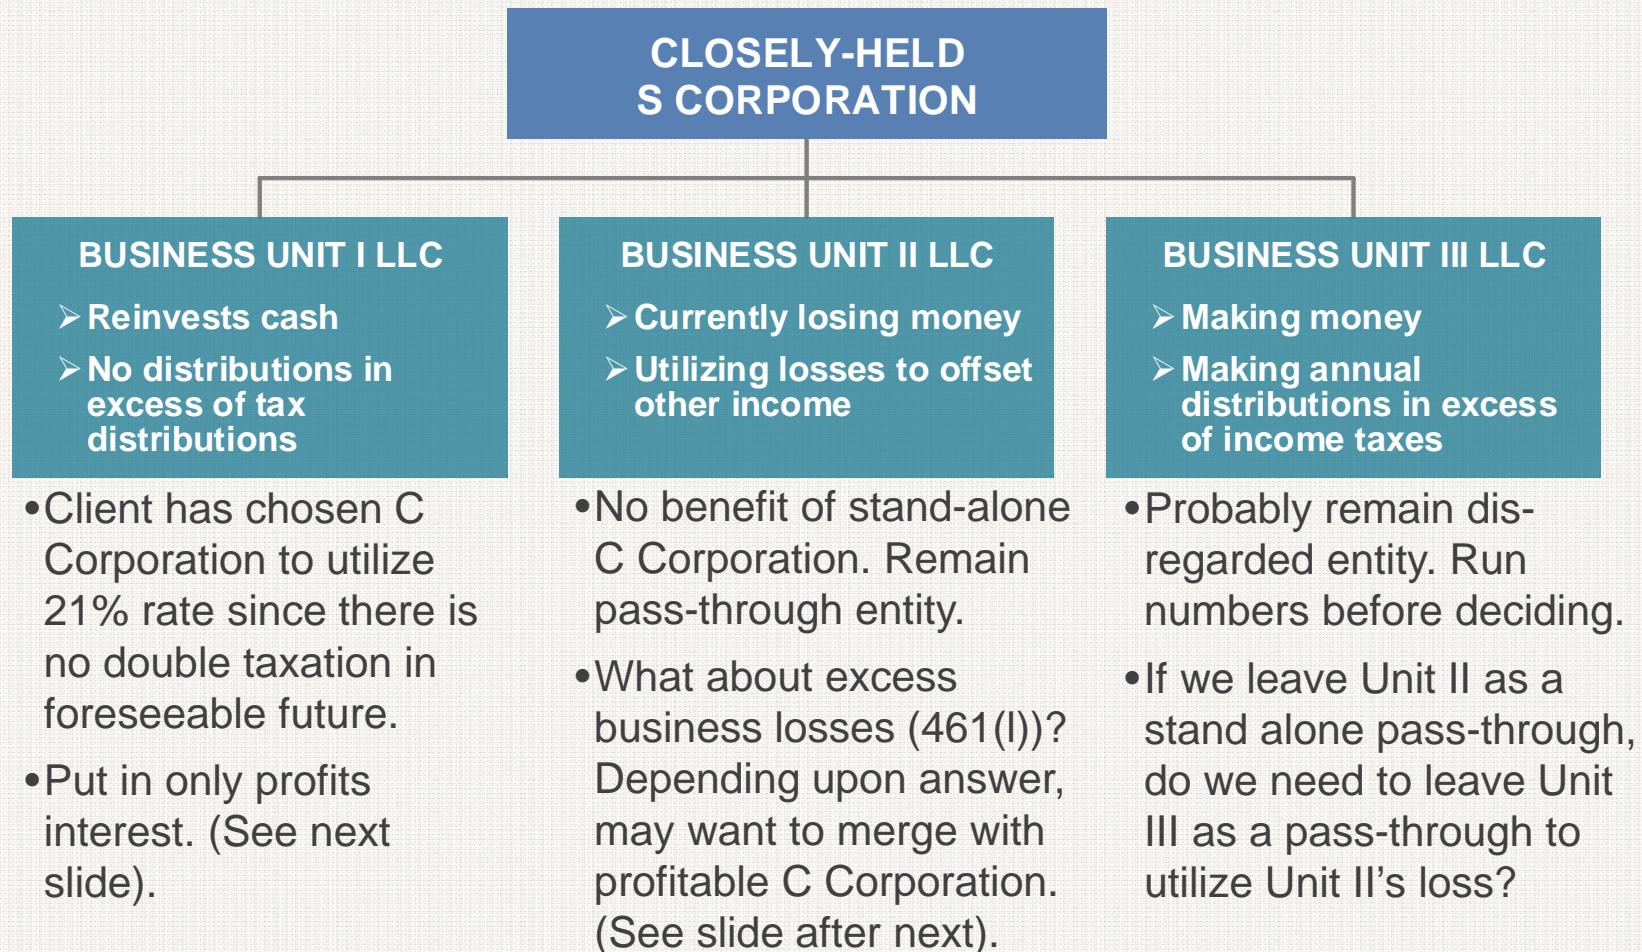 CLOSELY-HELD
S CORPORATION
BUSINESS UNIT I LLC
➢ Reinvests cash
➢ No distributions in
excess of tax
distributions
•Client has chosen C
Corporation to utilize
21% rate since there is
no double taxation in
foreseeable future.
•Put in only profits
interest. (See next
slide).
BUSINESS UNIT II LLC
➢ Currently losing money
➢ Utilizing losses to offset
other income
•No benefit of stand-alone
C Corporation. Remain
pass-through entity.
•What about excess
business losses (461(l))?
Depending upon answer,
may want to merge with
profitable C Corporation.
(See slide after next).
BUSINESS UNIT III LLC
➢ Making money
➢ Making annual
distributions in excess
of income taxes
•Probably remain dis-
regarded entity. Run
numbers before deciding.
•If we leave Unit II as a
stand alone pass-through,
do we need to leave Unit
III as a pass-through to
utilize Unit II’s loss?